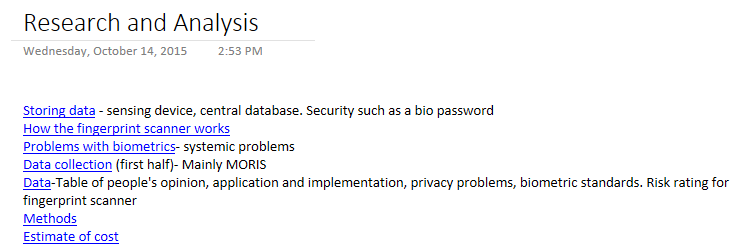 Research and Analysis
Wednesday, October 14, 2015 2:53 PM
Storing data - sensing device, central database. Security such as a bio password
How the fingerprint scanner works
Problems with biometrics- systemic problems
Data collection (first half)- Mainly MORIS
Data-Table of people's opinion, application and implementation, privacy problems, biometric standards. Risk rating for
fingerprint scanner
Methods
Estimate of cost